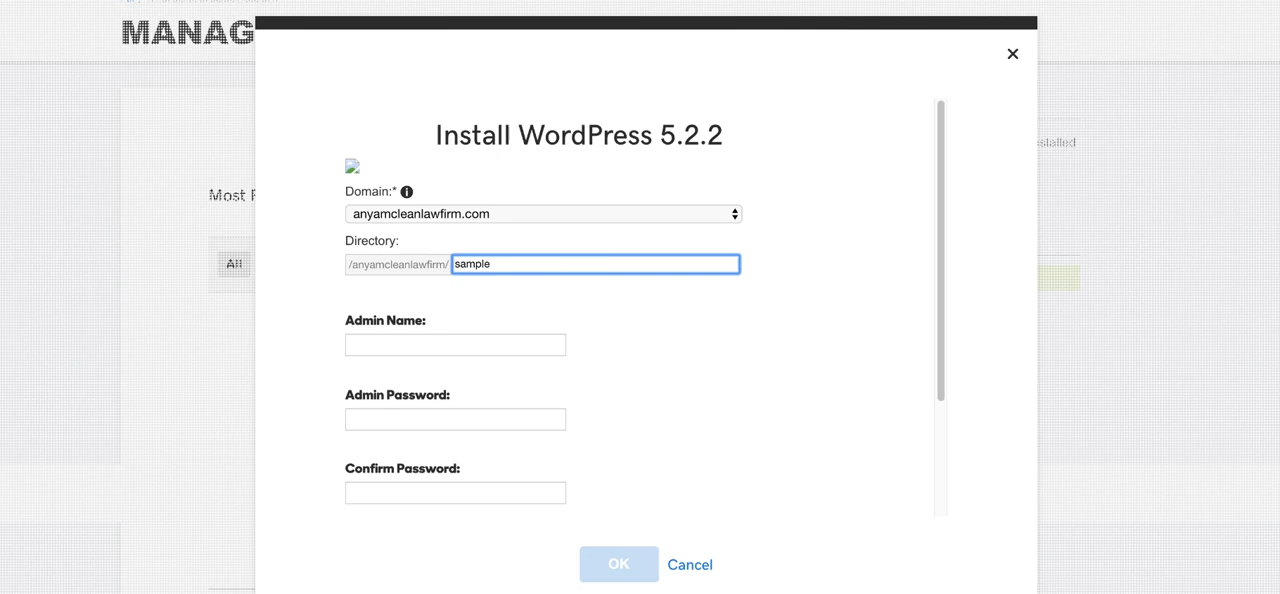 MANAG
Install WordPress 5.2.2
stalled
Domain:*
Most
anyamcleanlawfirm.com
Directory:
/anyamcleanlawfirm/ sample
All
Admin Name:
Admin Password:
Confirm Password:
OK Cancel